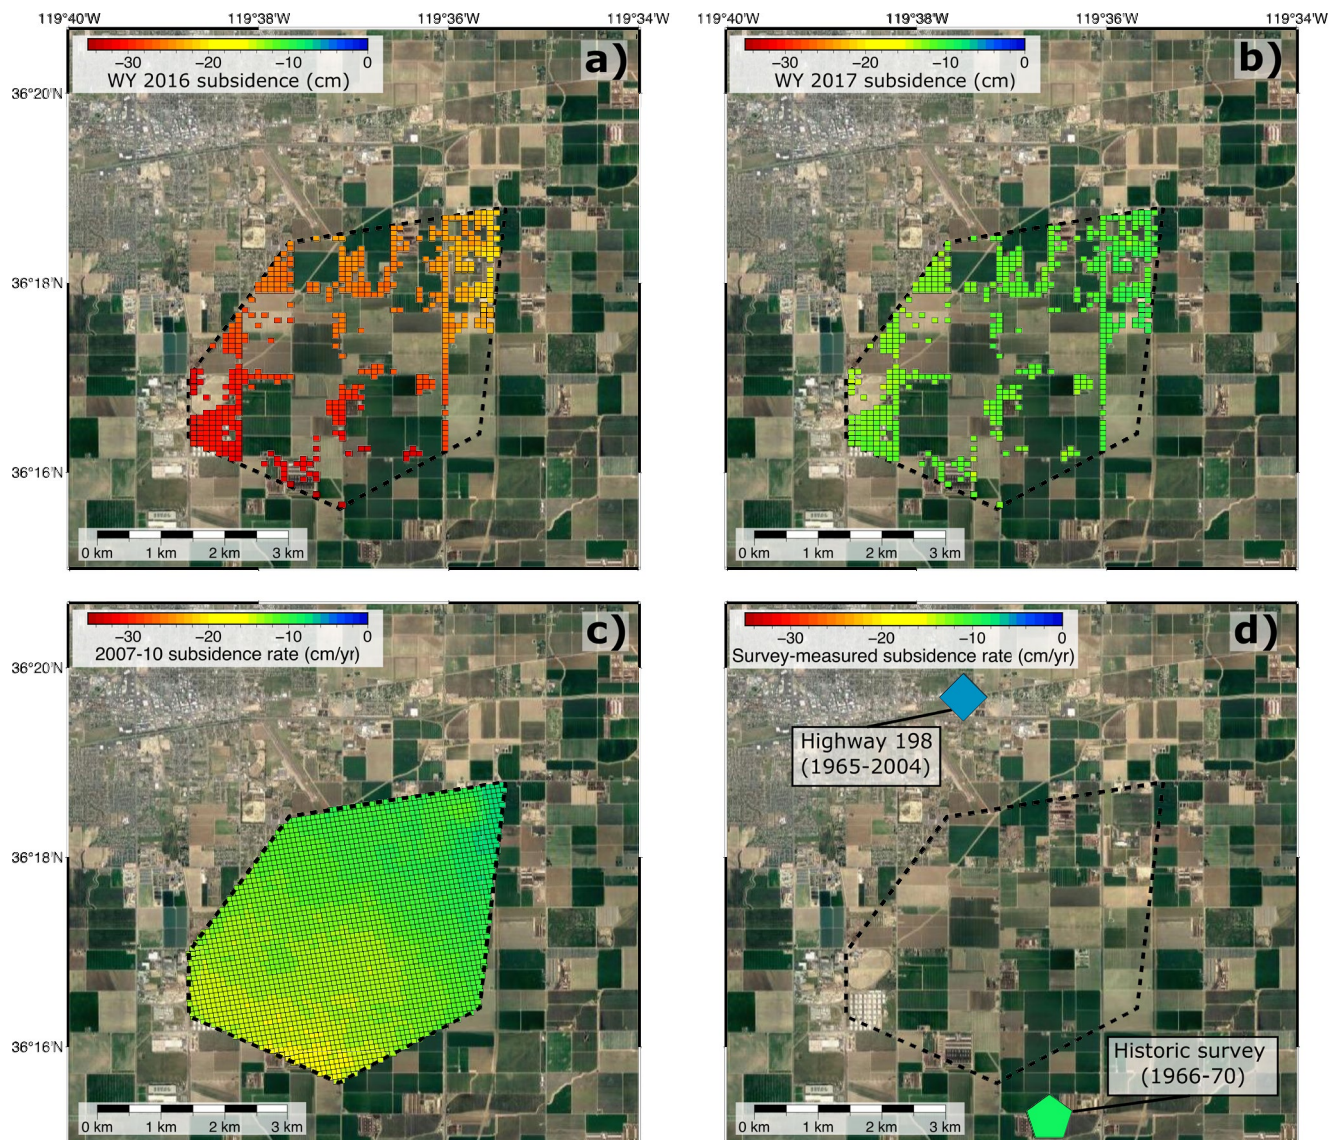 119°40'W 119°38'W 119°36'W 119°34'W 119°40'W 119°38'W 119°36'W 119°34'W
−30 −20 −10 0
WY 2016 subsidence (cm)
a)
−30 −20 −10 0
WY 2017 subsidence (cm)
b)
36°20'N
36°18'N
36°16'N
0 km 1 km 2 km 3 km
0 km 1 km 2 km 3 km
−30 −20 −10 0
2007-10 subsidence rate (cm/yr)
c)
−30 −20 −10 0
Survey-measured subsidence rate (cm/yr)
d)
36°20'N
Highway 198
(1965-2004)
36°18'N
36°16'N
Historic survey
(1966-70)
0 km 1 km 2 km 3 km
0 km 1 km 2 km 3 km